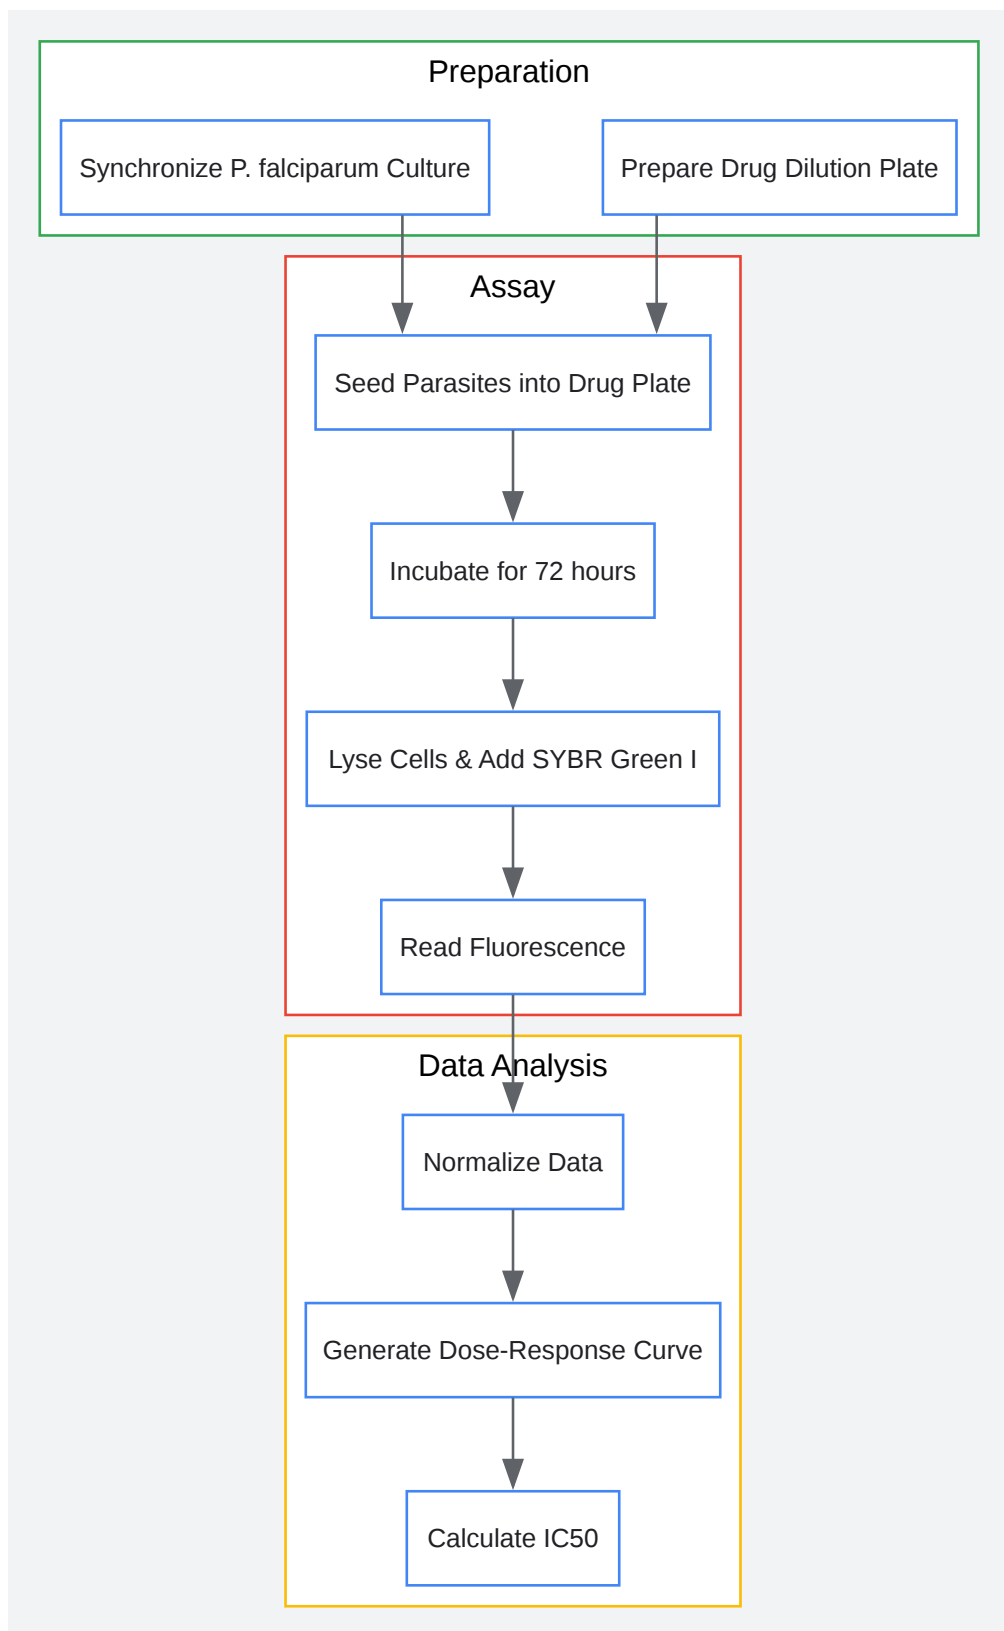 Preparation
Synchronize P. falciparum Culture
Prepare Drug Dilution Plate
Assay
Seed Parasites into Drug Plate
Incubate for 72 hours
Lyse Cells & Add SYBR Green I
Read Fluorescence
Data Analysis
Normalize Data
Generate Dose-Response Curve
Calculate IC50